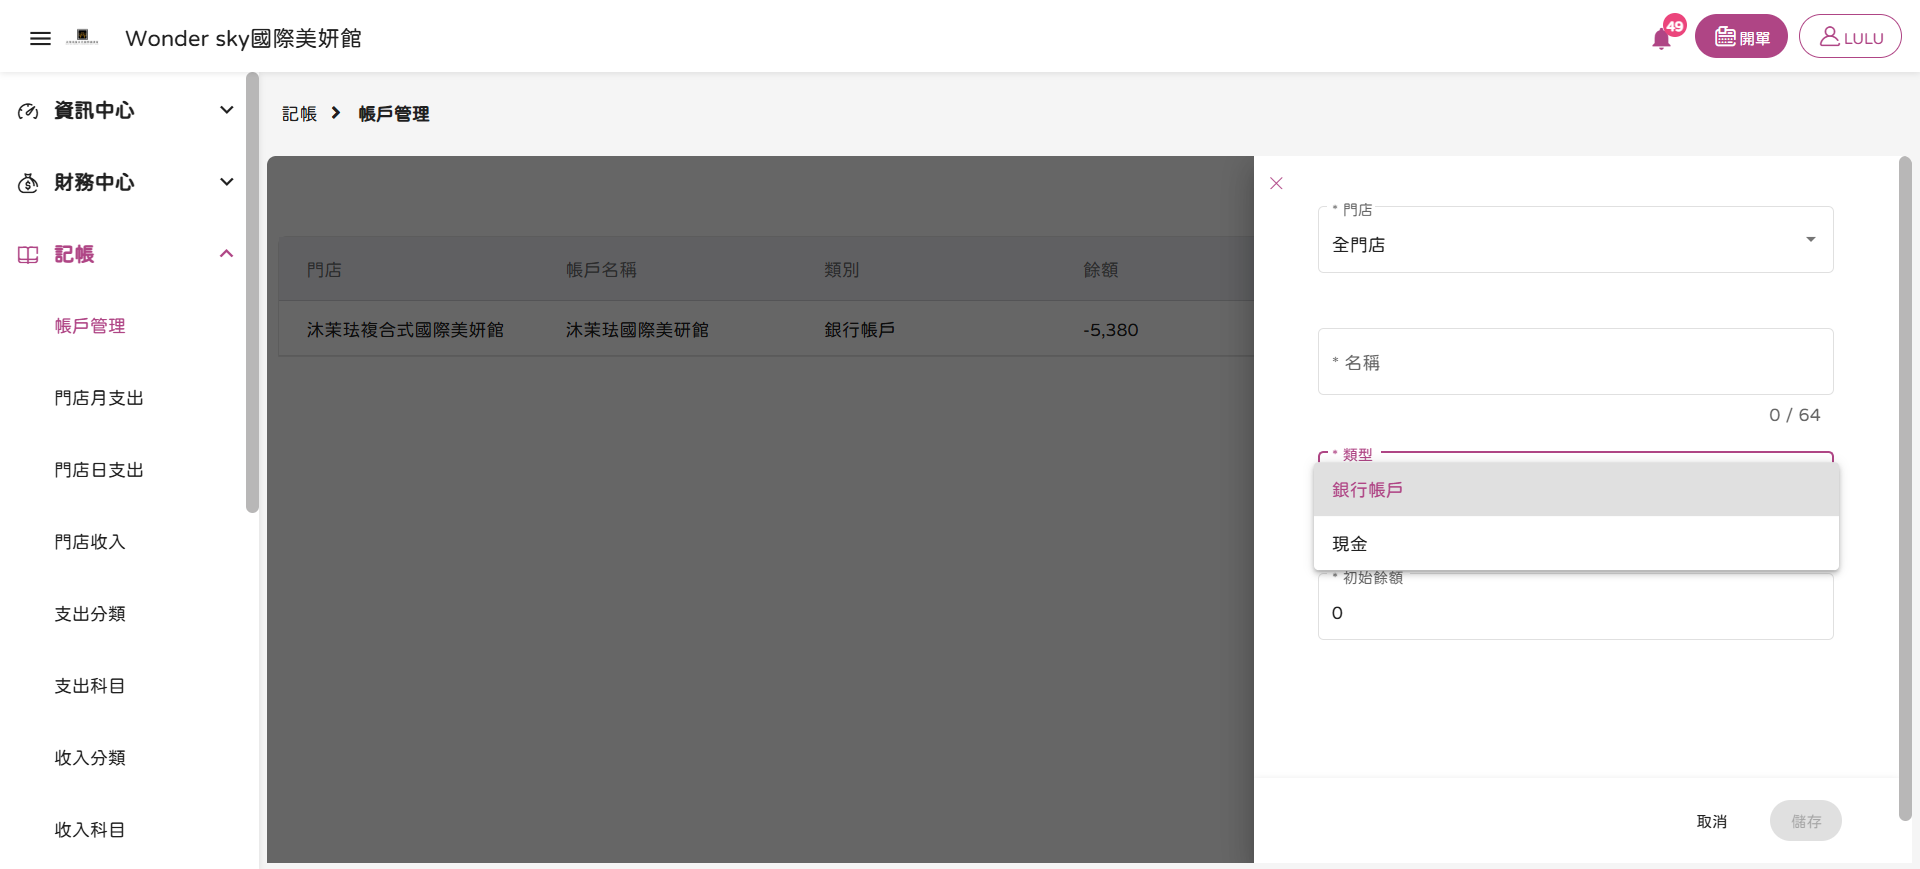 Wonder sky國際美妍館
49
開單
LULU
資訊中心
財務中心
記帳
帳戶管理
門店月支出
門店日支出
門店收入
支出分類
支出科目
收入分類
收入科目
記帳 帳戶管理
門店 帳戶名稱 類別 餘額
沐茉珐複合式國際美妍館 沐茉珐國際美研館 銀行帳戶 -5,380
* 門店
全門店
* 名稱
0 / 64
* 類型
銀行帳戶
現金
* 初始餘額
0
取消 儲存